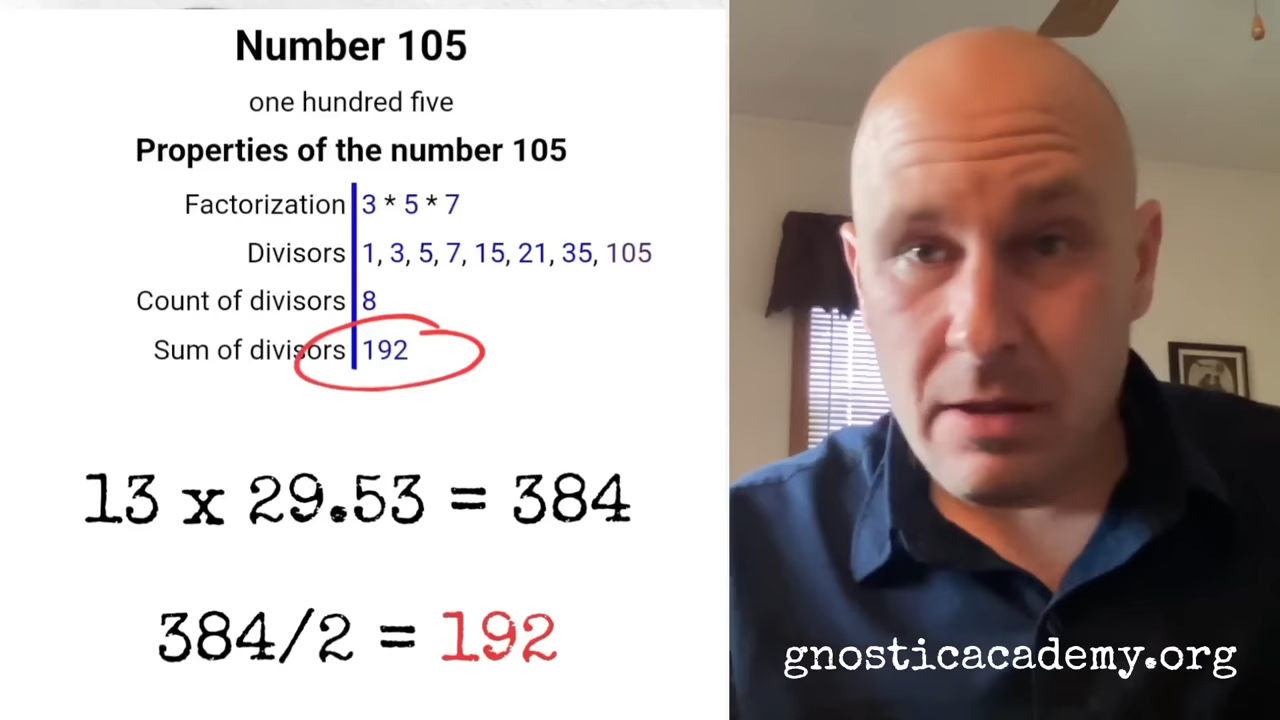 Number 105
one hundred five
Properties of the number 105
Factorization 3 * 5 * 7
Divisors 1, 3, 5, 7, 15, 21, 35, 105
Count of divisors 8
Sum of divisors 192
13 x 29.53 = 384
384/2 = 192
gnosticacademy.org